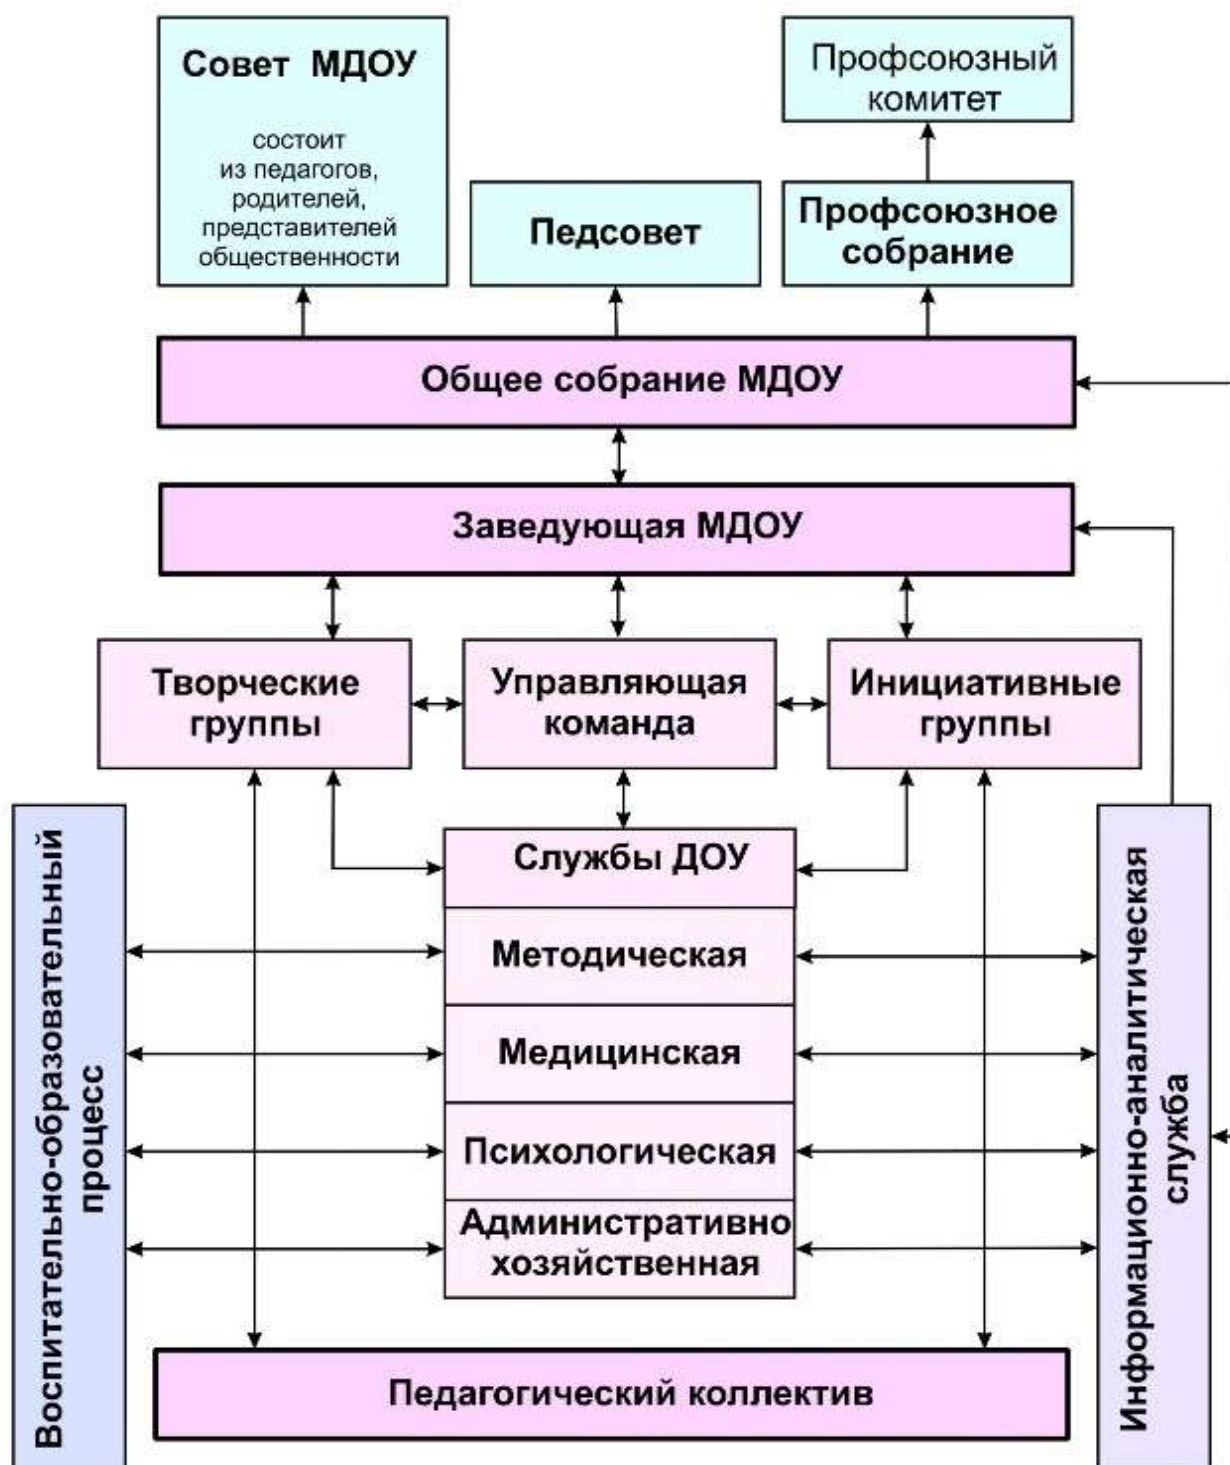 Совет МДОУ
состоит
из педагогов,
родителей,
представителей
общественности
Педсовет
Профсоюзный
комитет
Профсоюзное
собрание
Общее собрание МДОУ
Заведующая МДОУ
Творческие
группы
Управляющая
команда
Инициативные
группы
Воспитательно-образовательный
процесс
Службы ДОУ
Методическая
Медицинская
Психологическая
Административно
хозяйственная
Информационно-аналитическая
служба
Педагогический коллектив